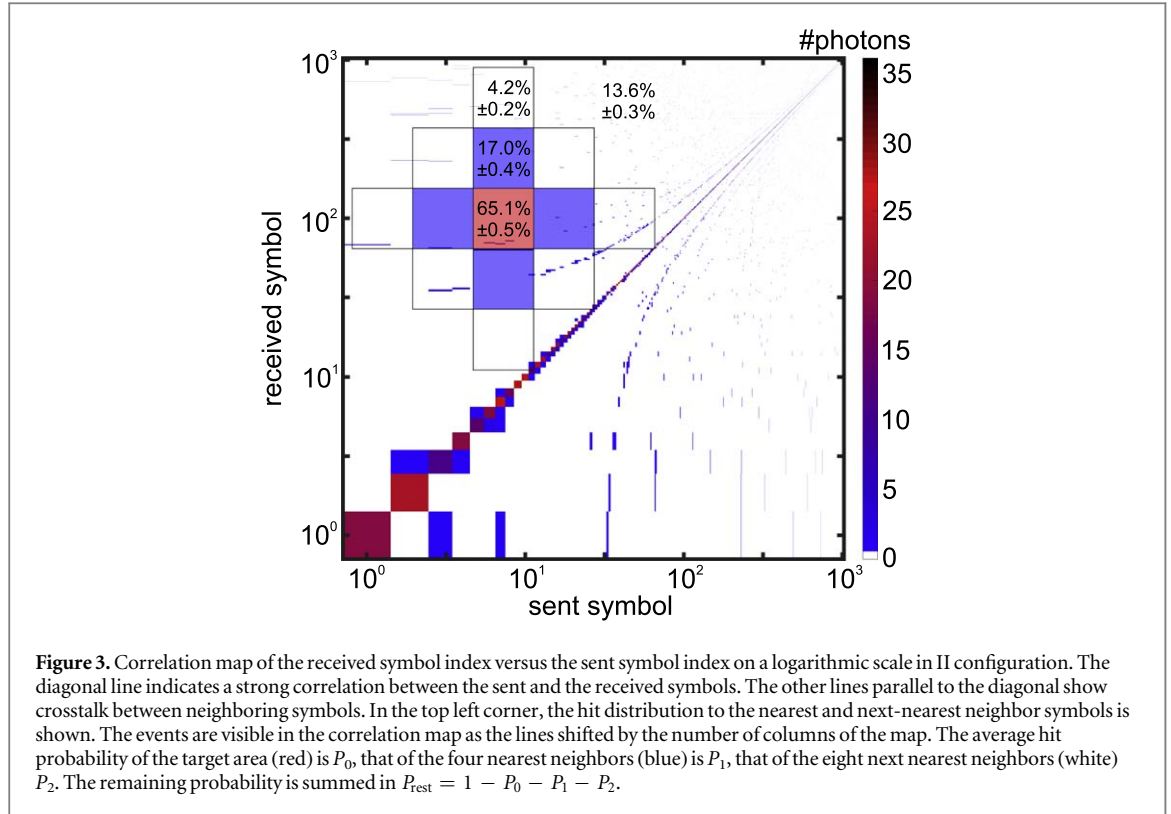 #photons
10³
35
4.2%
±0.2%
13.6%
±0.3%
30
17.0%
±0.4%
25
65.1%
±0.5%
10²
20
received symbol
15
10¹
10
5
10⁰
0
10⁰ 10¹ 10² 10³
sent symbol
Figure 3. Correlation map of the received symbol index versus the sent symbol index on a logarithmic scale in II configuration. The
diagonal line indicates a strong correlation between the sent and the received symbols. The other lines parallel to the diagonal show
crosstalk between neighboring symbols. In the top left corner, the hit distribution to the nearest and next-nearest neighbor symbols is
shown. The events are visible in the correlation map as the lines shifted by the number of columns of the map. The average hit
probability of the target area (red) is P₀, that of the four nearest neighbors (blue) is P₁, that of the eight next nearest neighbors (white)
P₂. The remaining probability is summed in P_rest = 1 − P₀ − P₁ − P₂.